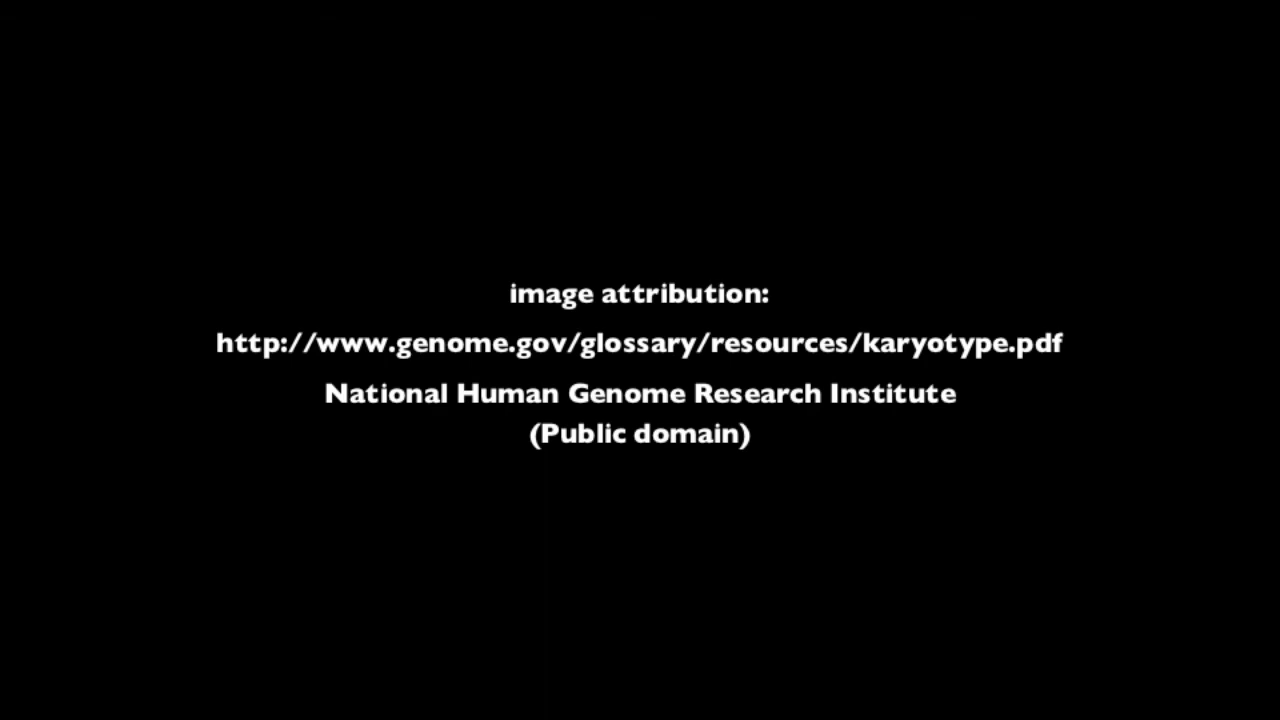 image attribution:
http://www.genome.gov/glossary/resources/karyotype.pdf
National Human Genome Research Institute
(Public domain)